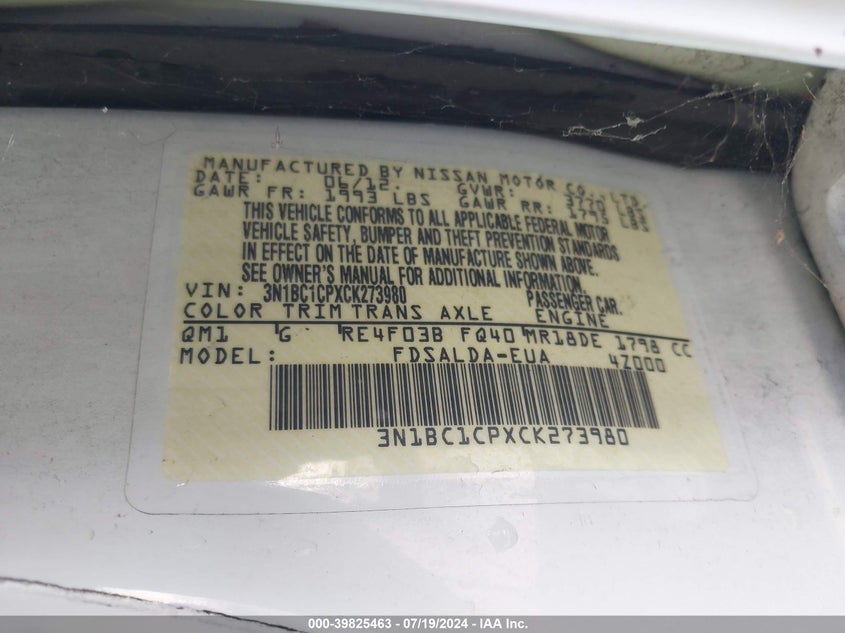 MANUFACTURED BY NISSAN MOTOR CO., LTD.
DATE: 06/12. GVWR: 3770 LBS
GAWR FR: 1993 LBS GAWR RR: 1795 LBS
THIS VEHICLE CONFORMS TO ALL APPLICABLE FEDERAL MOTOR
VEHICLE SAFETY, BUMPER AND THEFT PREVENTION STANDARDS
IN EFFECT ON THE DATE OF MANUFACTURE SHOWN ABOVE.
SEE OWNER'S MANUAL FOR ADDITIONAL INFORMATION.
VIN: 3N1BC1CPXCK273980 PASSENGER CAR.
COLOR TRIM TRANS AXLE ENGINE
QM1 G RE4F03B FQ40 MR18DE 1798 CC
MODEL: FDSALDA-EUA 4Z000
3N1BC1CPXCK273980
000-39825463 - 07/19/2024 - IAA Inc.